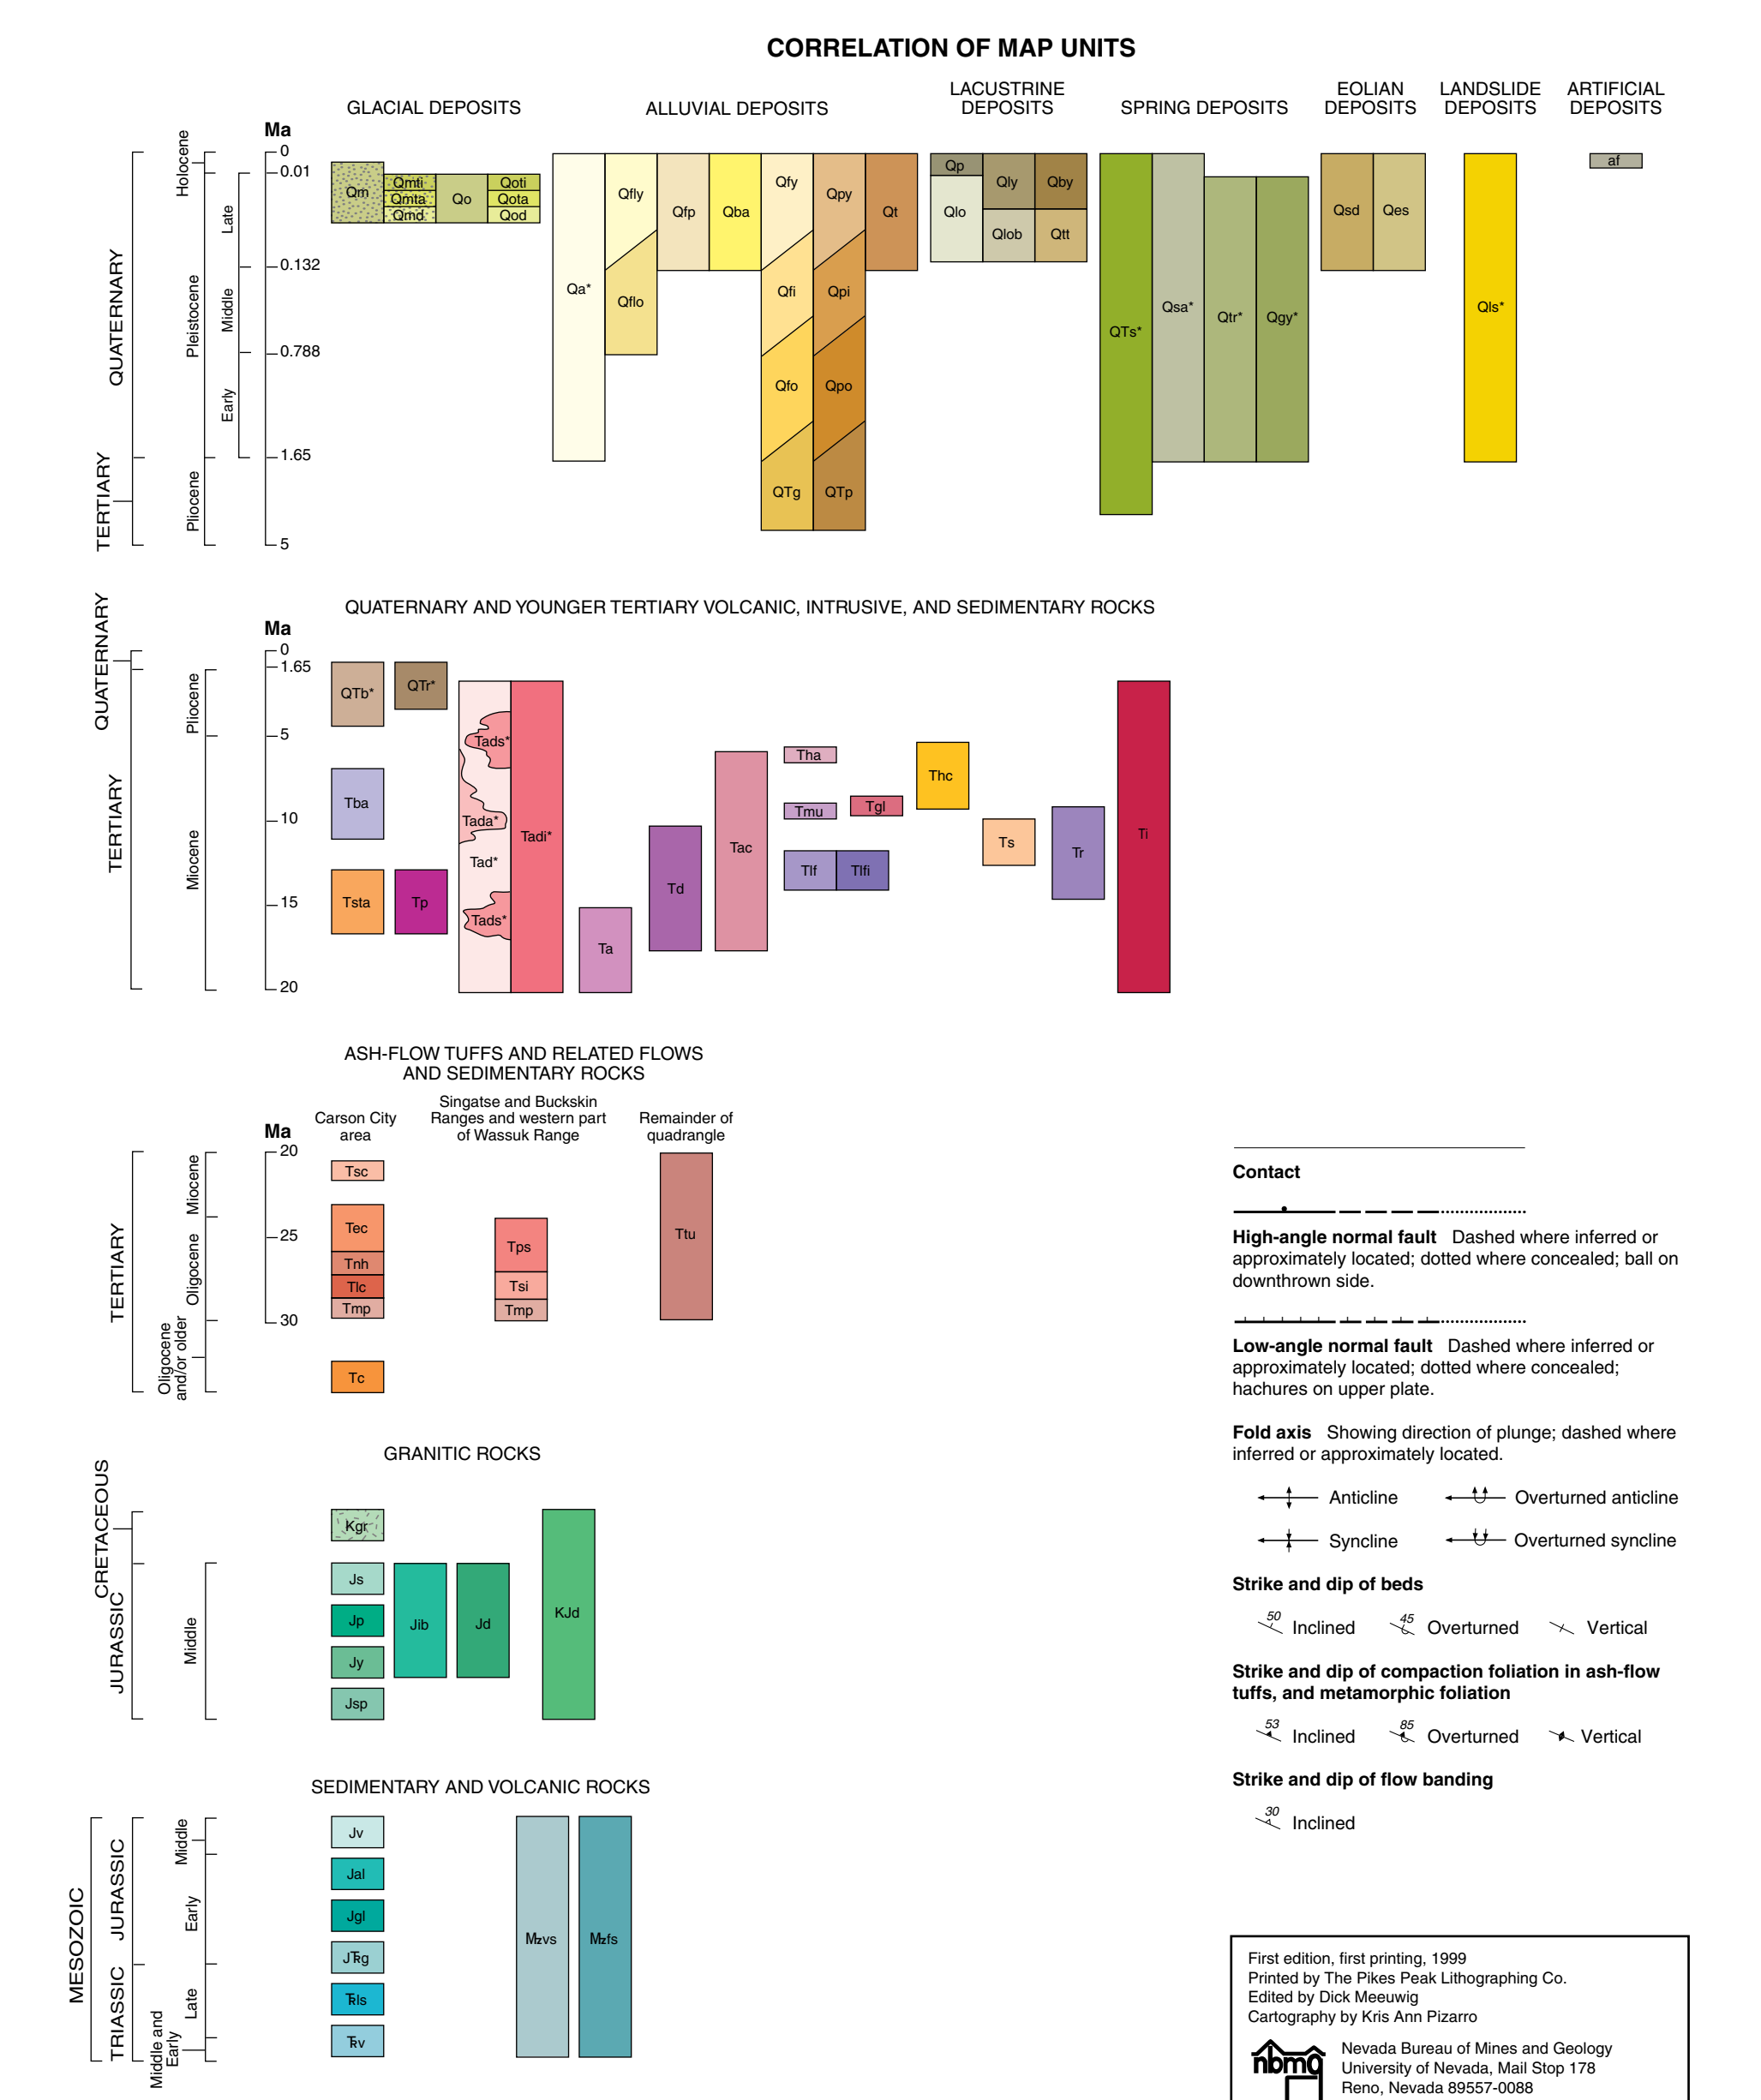 CORRELATION OF MAP UNITS
GLACIAL DEPOSITS
ALLUVIAL DEPOSITS
LACUSTRINE
DEPOSITS
SPRING DEPOSITS
EOLIAN
DEPOSITS
LANDSLIDE
DEPOSITS
ARTIFICIAL
DEPOSITS
QUATERNARY
TERTIARY
Holocene
Pleistocene
Pliocene
Late
Middle
Early
Ma
0
0.01
0.132
0.788
1.65
5
Qm
Qmti
Qmta
Qmd
Qo
Qoti
Qota
Qod
Qa*
Qfly
Qflo
Qfp
Qba
Qfy
Qfi
Qfo
QTg
Qpy
Qpi
Qpo
QTp
Qt
Qp
Qlo
Qly
Qlob
Qby
Qtt
QTs*
Qsa*
Qtr*
Qgy*
Qsd
Qes
Qls*
af
QUATERNARY AND YOUNGER TERTIARY VOLCANIC, INTRUSIVE, AND SEDIMENTARY ROCKS
QUATERNARY
TERTIARY
Pliocene
Miocene
Ma
0
1.65
5
10
15
20
QTb*
QTr*
Tba
Tsta
Tp
Tads*
Tada*
Tad*
Tads*
Tadi*
Ta
Td
Tac
Tha
Tmu
Tgl
Tlf
Tlfi
Thc
Ts
Tr
Ti
ASH-FLOW TUFFS AND RELATED FLOWS
AND SEDIMENTARY ROCKS
Carson City
area
Singatse and Buckskin
Ranges and western part
of Wassuk Range
Remainder of
quadrangle
TERTIARY
Miocene
Oligocene
Oligocene
and/or older
Ma
20
25
30
Tsc
Tec
Tnh
Tlc
Tmp
Tc
Tps
Tsi
Tmp
Ttu
GRANITIC ROCKS
CRETACEOUS
JURASSIC
Middle
Kgr
Js
Jp
Jy
Jsp
Jib
Jd
KJd
SEDIMENTARY AND VOLCANIC ROCKS
MESOZOIC
JURASSIC
TRIASSIC
Middle
Early
Late
Middle and
Early
Jv
Jal
Jgl
JTRg
TRls
TRv
Mzvs
Mzfs
Contact
High-angle normal fault Dashed where inferred or
approximately located; dotted where concealed; ball on
downthrown side.
Low-angle normal fault Dashed where inferred or
approximately located; dotted where concealed;
hachures on upper plate.
Fold axis Showing direction of plunge; dashed where
inferred or approximately located.
Anticline
Overturned anticline
Syncline
Overturned syncline
Strike and dip of beds
50 Inclined
45 Overturned
Vertical
Strike and dip of compaction foliation in ash-flow
tuffs, and metamorphic foliation
53 Inclined
85 Overturned
Vertical
Strike and dip of flow banding
30 Inclined
First edition, first printing, 1999
Printed by The Pikes Peak Lithographing Co.
Edited by Dick Meeuwig
Cartography by Kris Ann Pizarro
nbmg
Nevada Bureau of Mines and Geology
University of Nevada, Mail Stop 178
Reno, Nevada 89557-0088